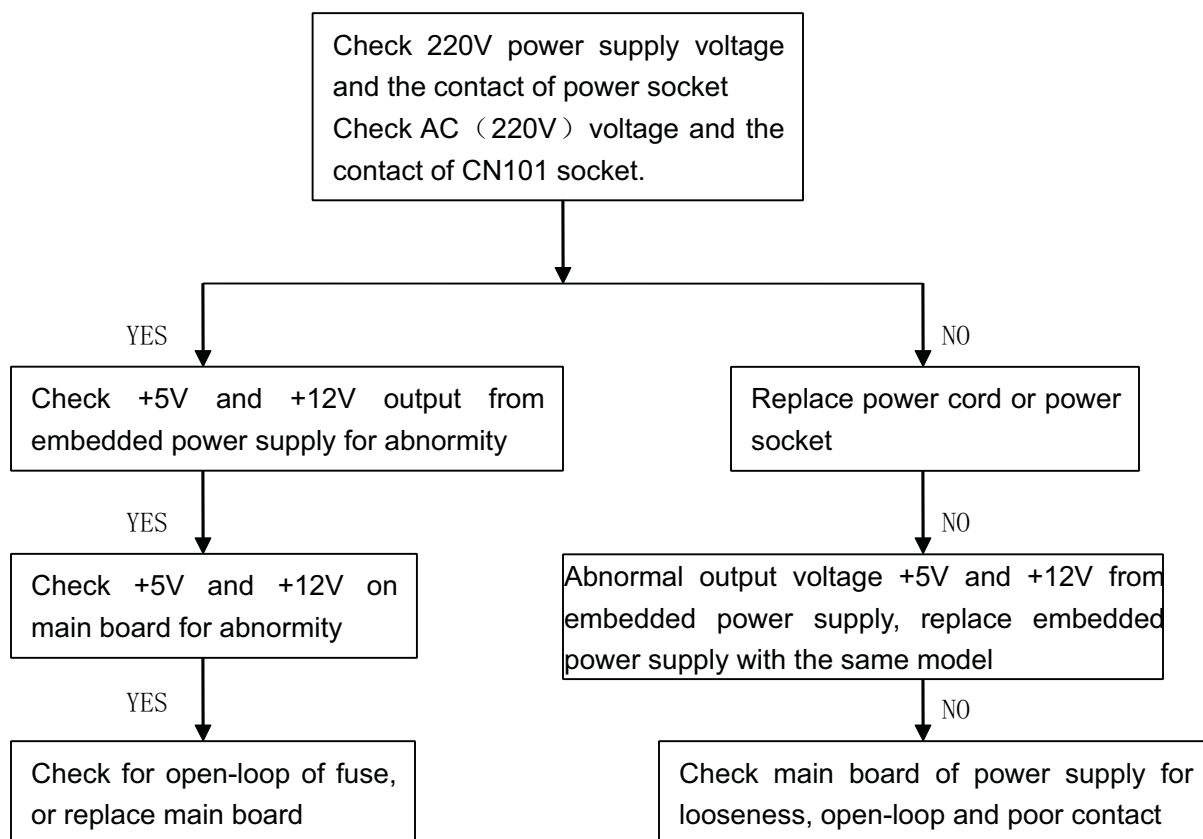 Check 220V power supply voltage
and the contact of power socket
Check AC（220V）voltage and the
contact of CN101 socket.
YES
NO
Check +5V and +12V output from
embedded power supply for abnormity
Replace power cord or power
socket
YES
NO
Check +5V and +12V on
main board for abnormity
Abnormal output voltage +5V and +12V from
embedded power supply, replace embedded
power supply with the same model
YES
NO
Check for open-loop of fuse,
or replace main board
Check main board of power supply for
looseness, open-loop and poor contact